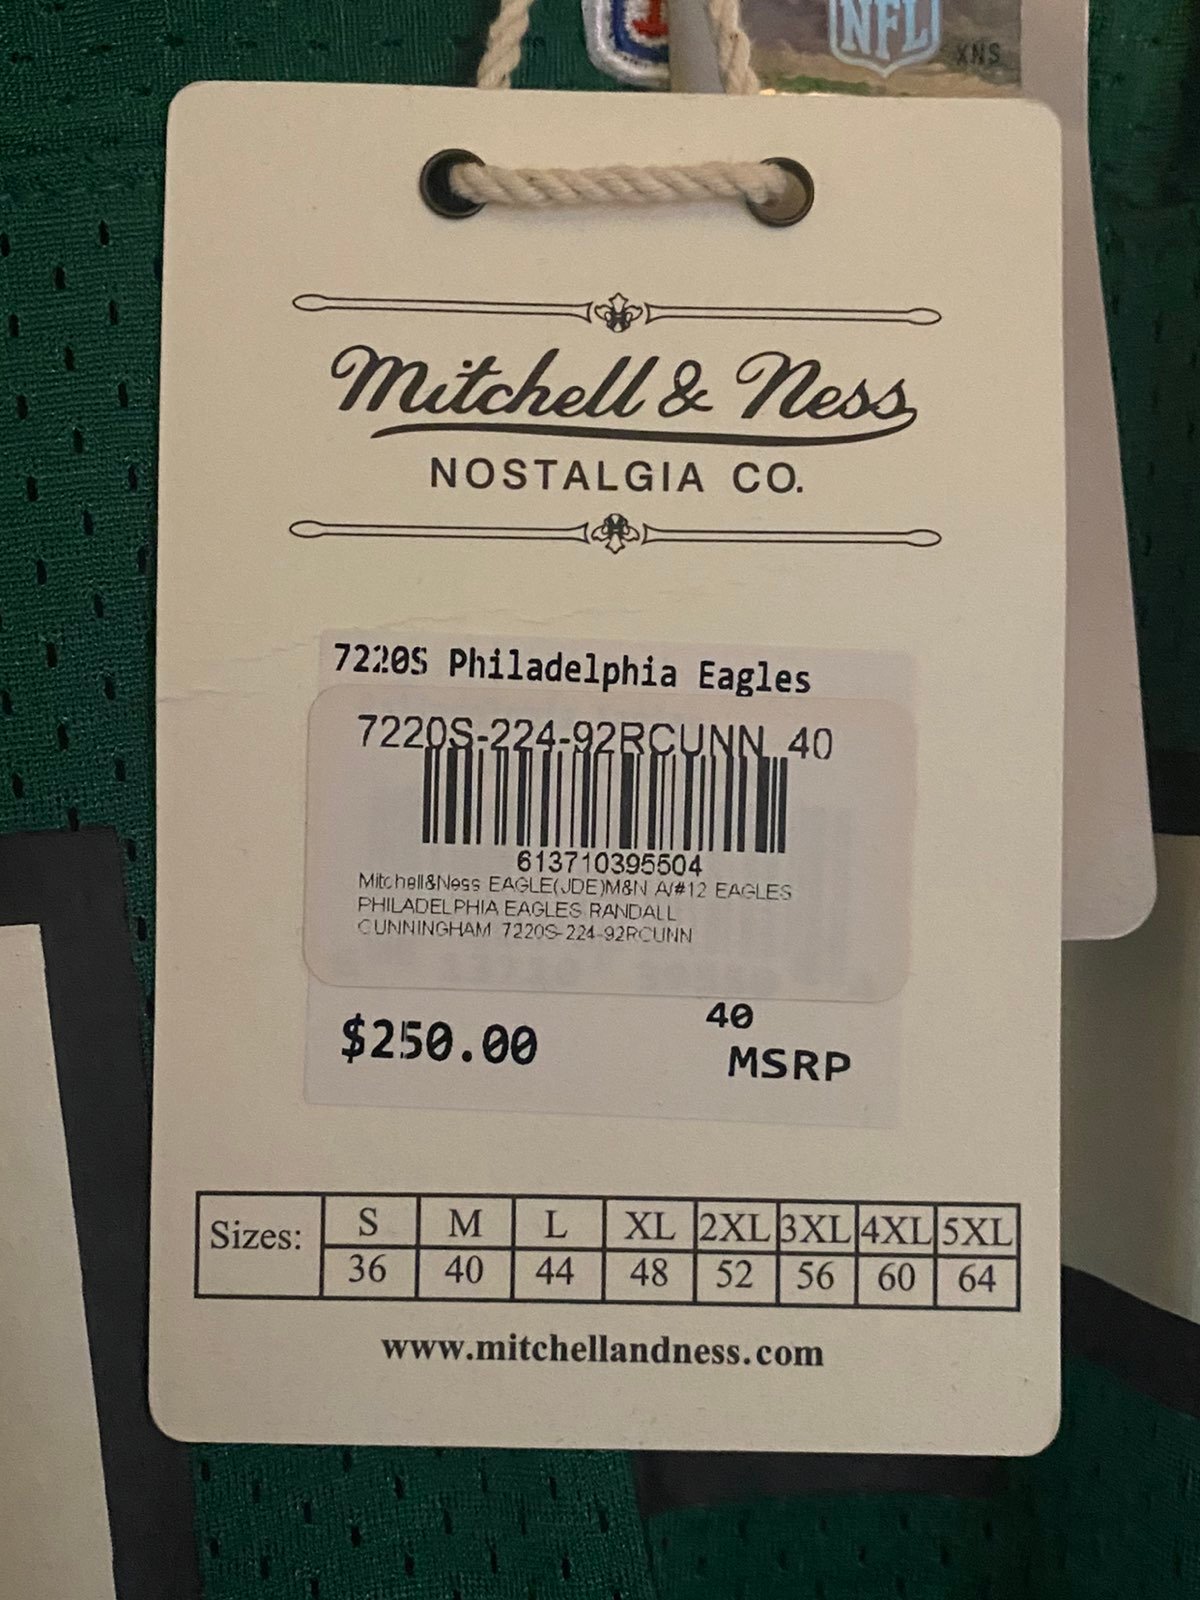 NFL
XNS
Mitchell & Ness
NOSTALGIA CO.
7220S Philadelphia Eagles
7220S-224-92RCUNN 40
613710395504
Mitchell&Ness EAGLE(JDE)M&N A/#12 EAGLES
PHILADELPHIA EAGLES RANDALL
CUNNINGHAM 7220S-224-92RCUNN
40
$250.00 MSRP
Sizes: S M L XL 2XL 3XL 4XL 5XL
36 40 44 48 52 56 60 64
www.mitchellandness.com